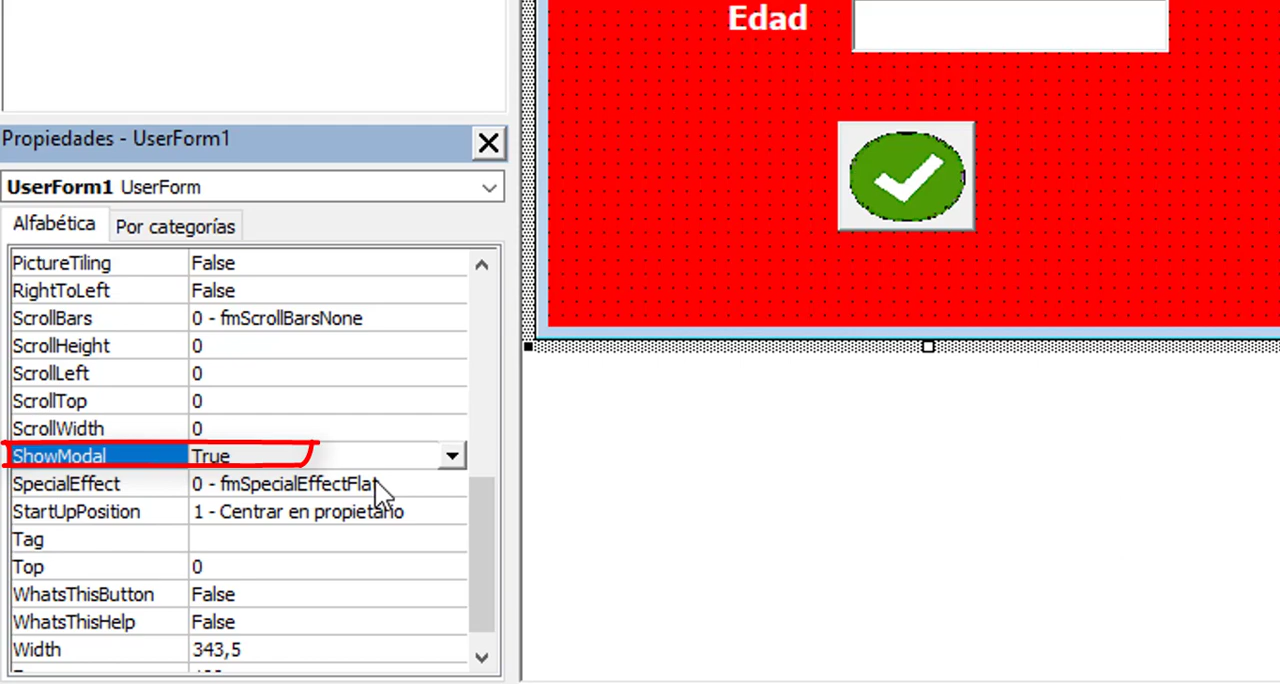 Edad
Propiedades - UserForm1
UserForm1 UserForm
Alfabética Por categorías
PictureTiling False
RightToLeft False
ScrollBars 0 - fmScrollBarsNone
ScrollHeight 0
ScrollLeft 0
ScrollTop 0
ScrollWidth 0
ShowModal True
SpecialEffect 0 - fmSpecialEffectFlat
StartUpPosition 1 - Centrar en propietario
Tag
Top 0
WhatsThisButton False
WhatsThisHelp False
Width 343,5